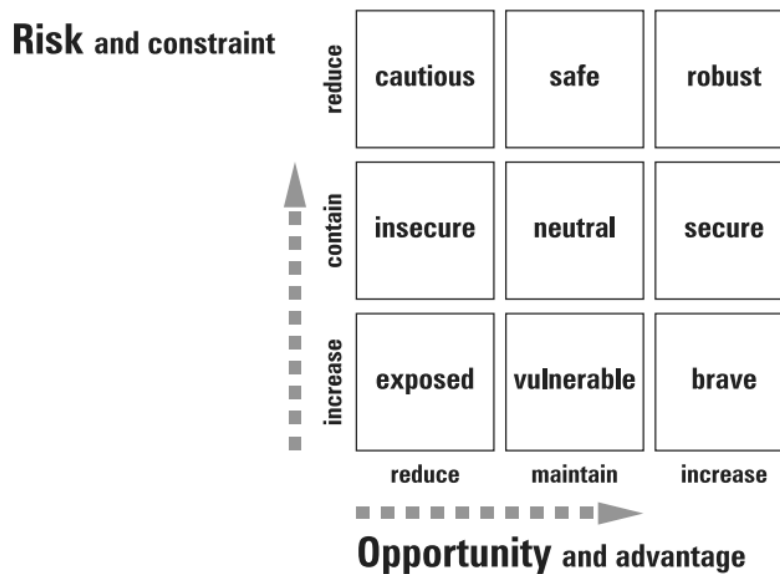 Risk and constraint
reduce
cautious
safe
robust
contain
insecure
neutral
secure
increase
exposed
vulnerable
brave
reduce
maintain
increase
Opportunity and advantage